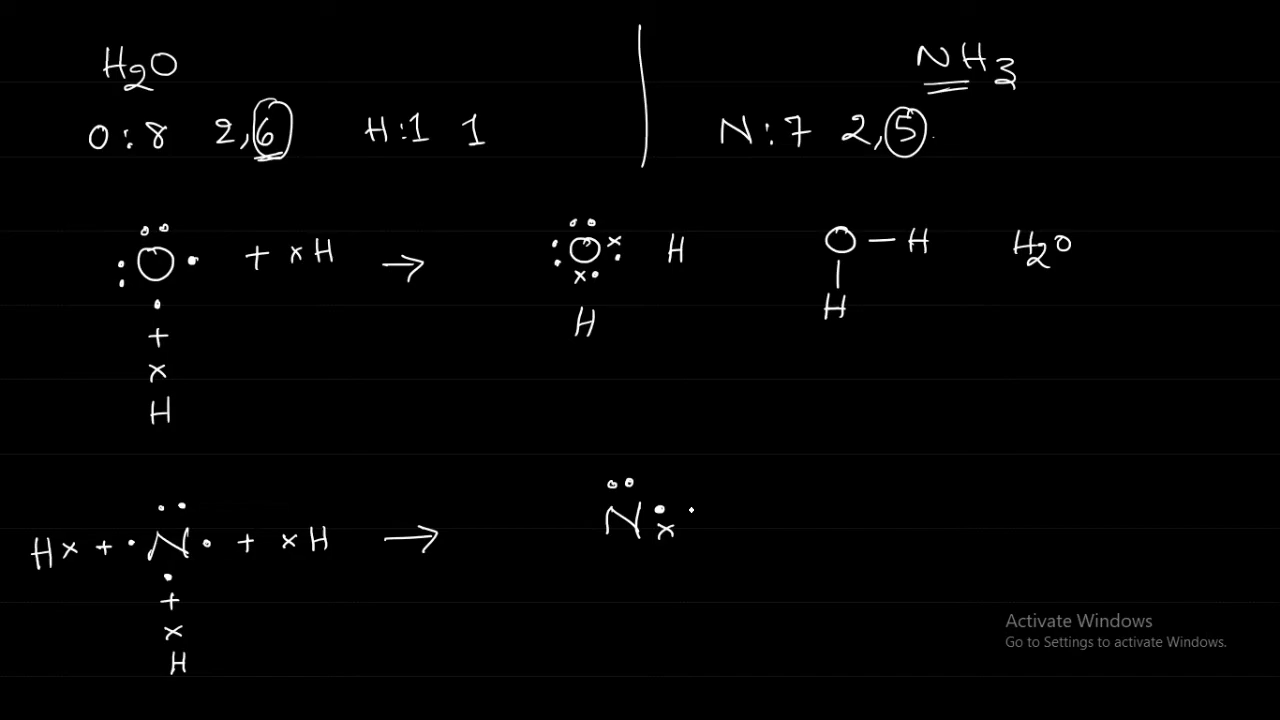 H2O
NH3
O : 8 2,6 H : 1 1
N : 7 2,5
O + x H → O x H O — H H2O
x
H
H
+
x
H
H x + · N · + x H → N x
+
x
H
Activate Windows
Go to Settings to activate Windows.